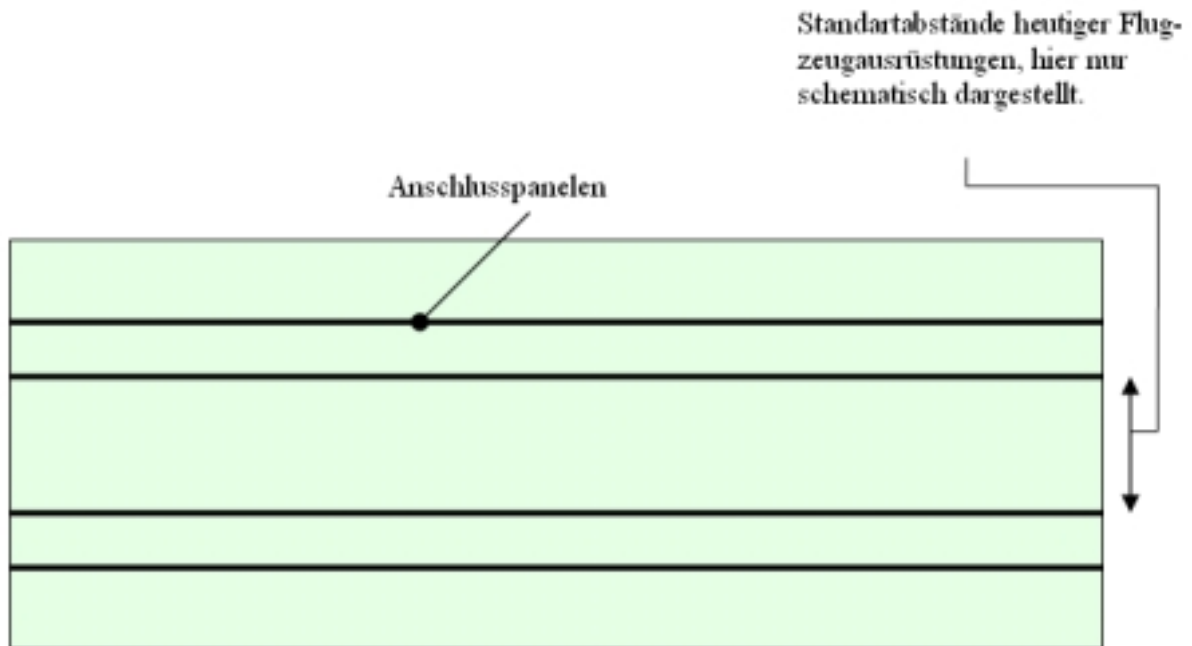 Standartabstände heutiger Flug-
zeugausrüstungen, hier nur
schematisch dargestellt.
Anschlusspanelen